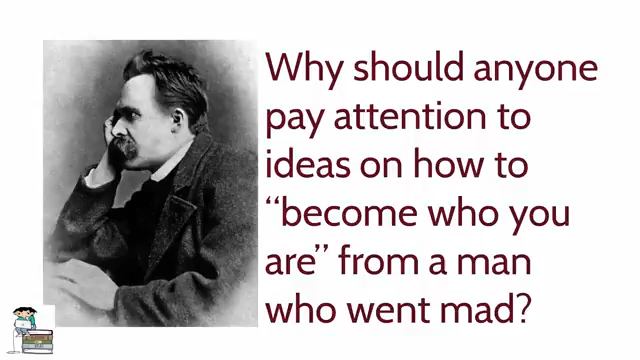 Why should anyone
pay attention to
ideas on how to
“become who you
are” from a man
who went mad?